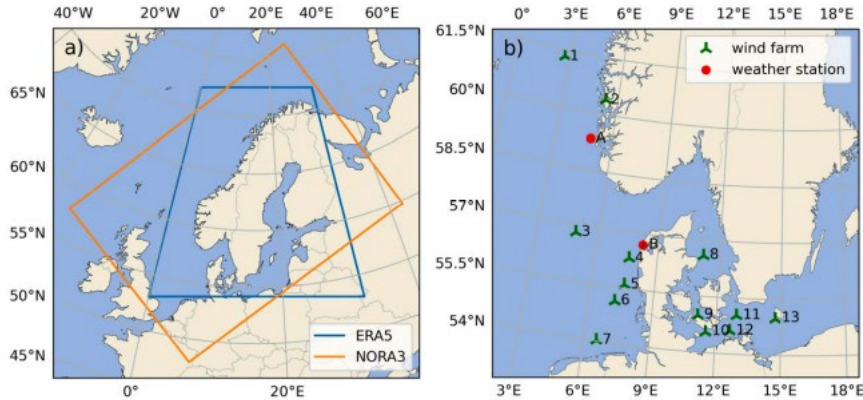 40°W 20°W 0° 20°E 40°E 60°E
a)
65°N
60°N
55°N
50°N
45°N
ERA5
NORA3
0° 20°E
0° 3°E 6°E 9°E 12°E 15°E 18°E
b)
61.5°N
60°N
58.5°N
57°N
55.5°N
54°N
wind farm
weather station
1
2
A
3
B
4
8
5
6
9
11
13
10
12
7
3°E 6°E 9°E 12°E 15°E 18°E